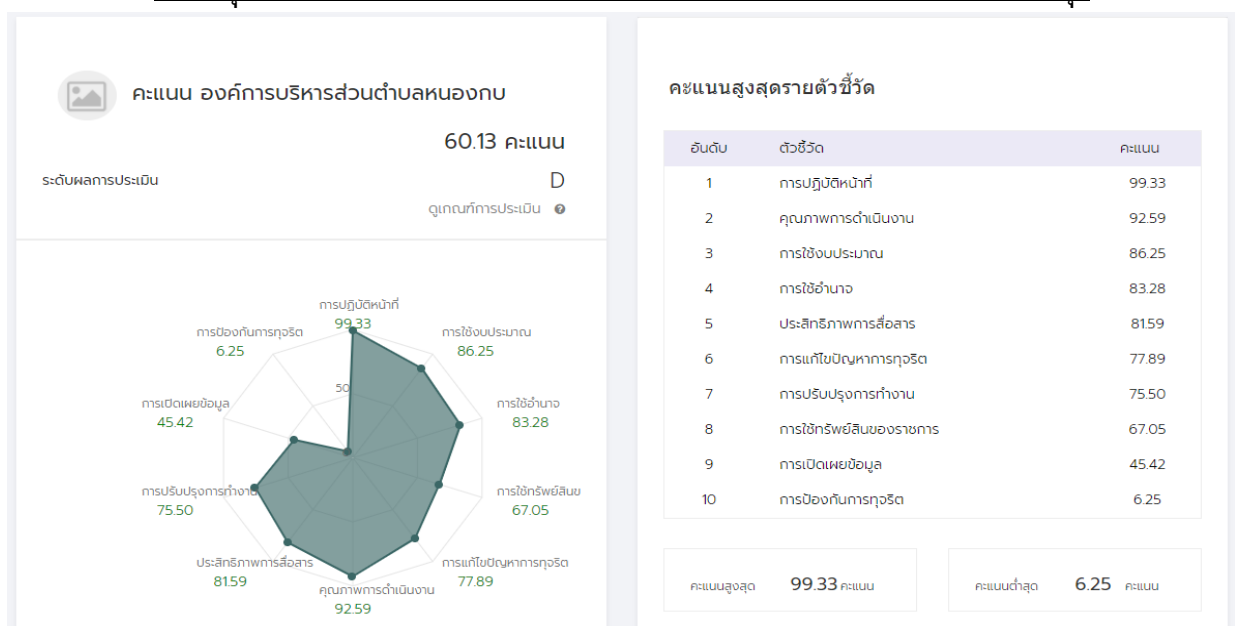 คะแนน องค์การบริหารส่วนตำบลหนองกบ
60.13 คะแนน
ระดับผลการประเมิน D
ดูเกณฑ์การประเมิน
การปฏิบัติหน้าที่
99.33
การป้องกันการทุจริต
6.25
การใช้งบประมาณ
86.25
50
การเปิดเผยข้อมูล
45.42
การใช้อำนาจ
83.28
การปรับปรุงการทำงาน
75.50
การใช้ทรัพย์สินข
67.05
ประสิทธิภาพการสื่อสาร
81.59
การแก้ไขปัญหาการทุจริต
77.89
คุณภาพการดำเนินงาน
92.59
คะแนนสูงสุดรายตัวชี้วัด
อันดับ ตัวชี้วัด คะแนน
1 การปฏิบัติหน้าที่ 99.33
2 คุณภาพการดำเนินงาน 92.59
3 การใช้งบประมาณ 86.25
4 การใช้อำนาจ 83.28
5 ประสิทธิภาพการสื่อสาร 81.59
6 การแก้ไขปัญหาการทุจริต 77.89
7 การปรับปรุงการทำงาน 75.50
8 การใช้ทรัพย์สินของราชการ 67.05
9 การเปิดเผยข้อมูล 45.42
10 การป้องกันการทุจริต 6.25
คะแนนสูงสุด 99.33 คะแนน
คะแนนต่ำสุด 6.25 คะแนน